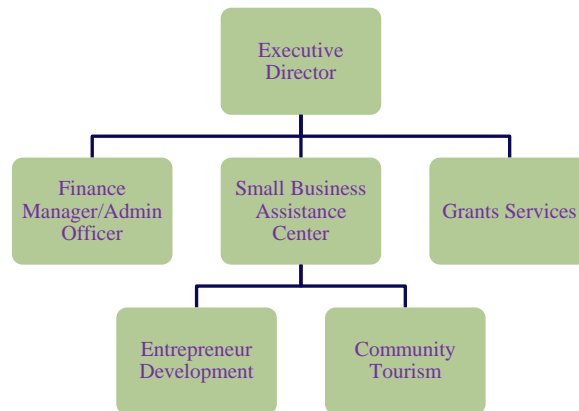 Executive
Director
Finance
Manager/Admin
Officer
Small Business
Assistance
Center
Grants Services
Entrepreneur
Development
Community
Tourism